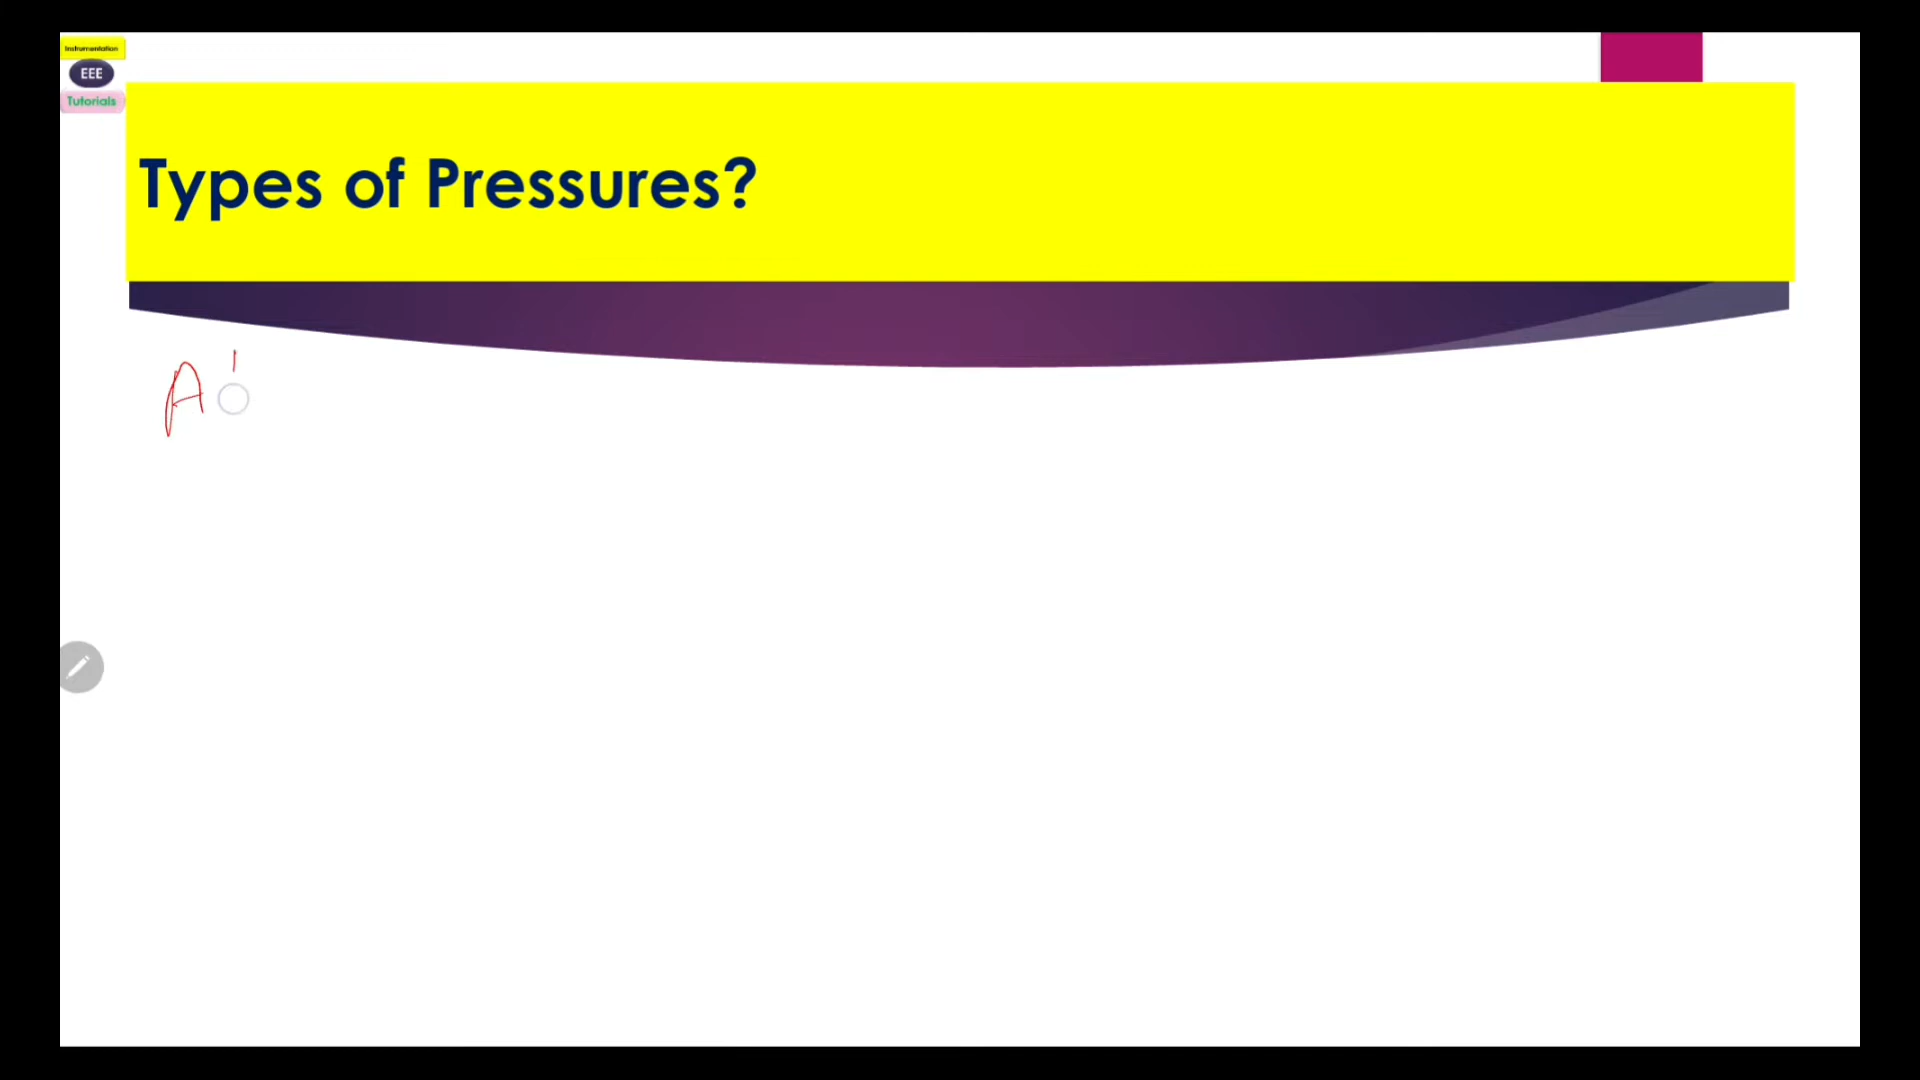 Instrumentation
EEE
Tutorials
Types of Pressures?
A